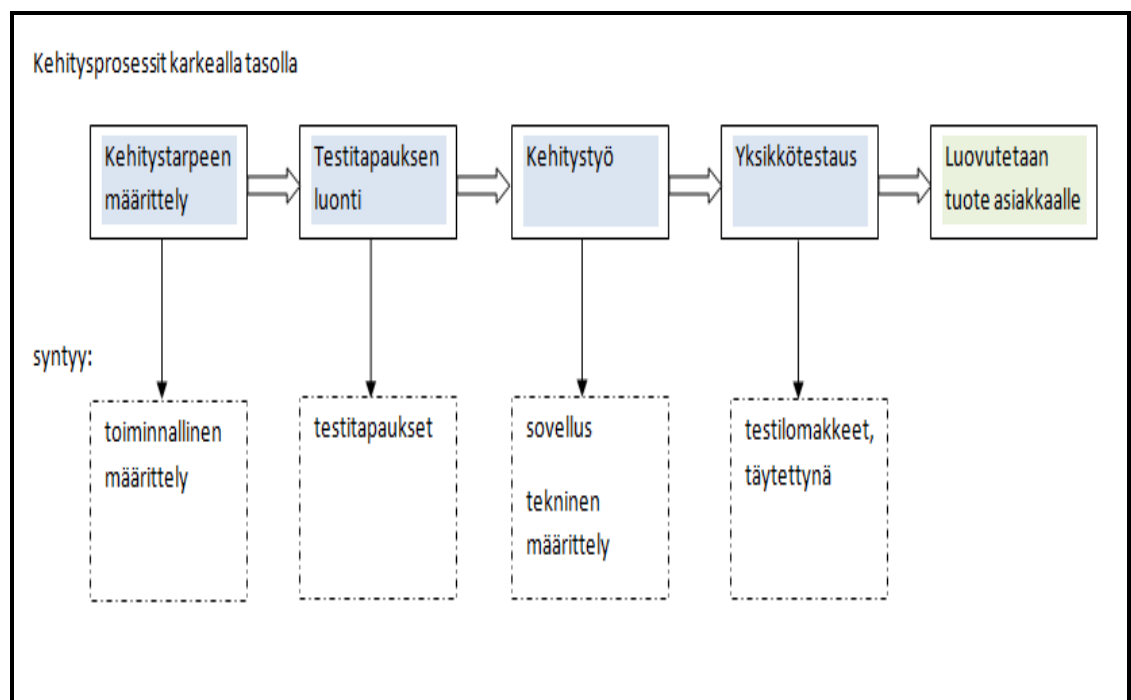 Kehitysprosessit karkealla tasolla
Kehitystarpeen
määrittely
Testitapauksen
luonti
Kehitystyö
Yksikkötestaus
Luovutetaan
tuote asiakkaalle
syntyy:
toiminnallinen
määrittely
testitapaukset
sovellus
tekninen
määrittely
testilomakkeet,
täytettynä